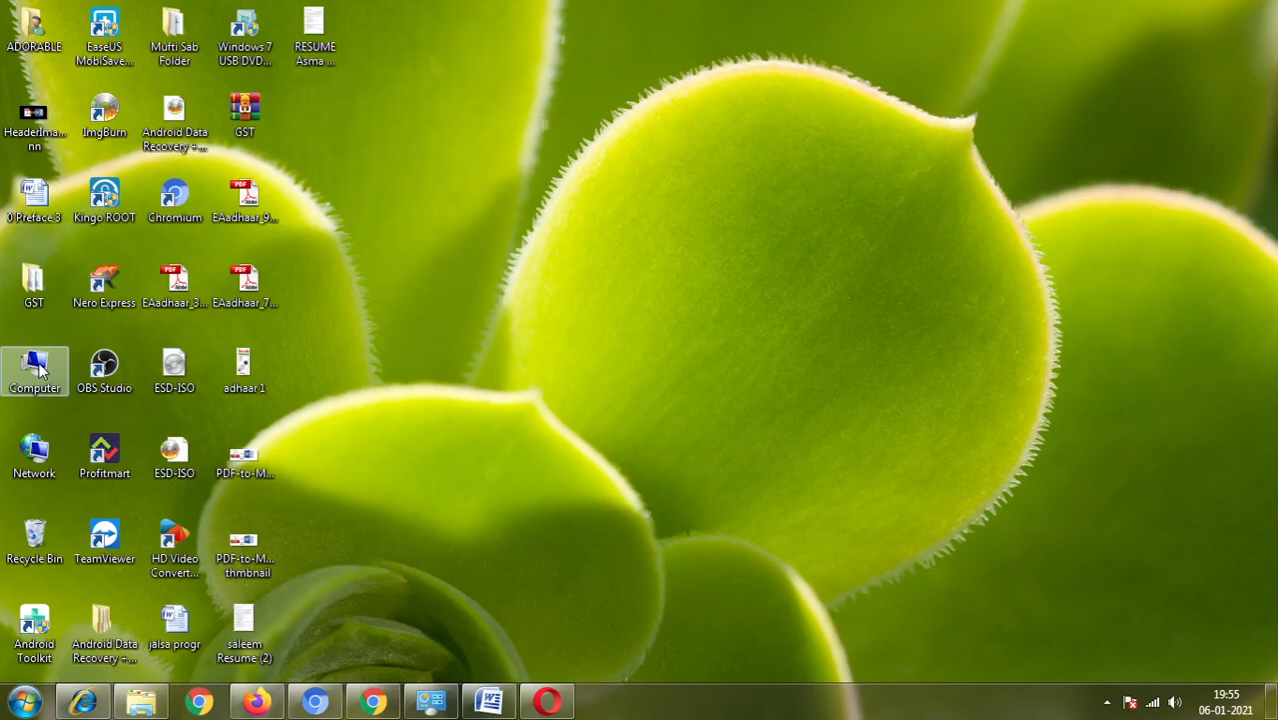 ADORABLE
EaseUS
MobiSave...
Mufti Sab
Folder
Windows 7
USB DVD...
RESUME
Asma ...
HeaderIma...
nn
ImgBurn
Android Data
Recovery +...
GST
0 Preface 3
Kingo ROOT
Chromium
EAadhaar_9...
GST
Nero Express
EAadhaar_3...
EAadhaar_7...
Computer
OBS Studio
ESD-ISO
adhaar1
Network
Profitmart
ESD-ISO
PDF-to-M...
Recycle Bin
TeamViewer
HD Video
Convert...
PDF-to-M...
thmbnail
Android
Toolkit
Android Data
Recovery +...
jalsa progr
saleem
Resume (2)
19:55
06-01-2021